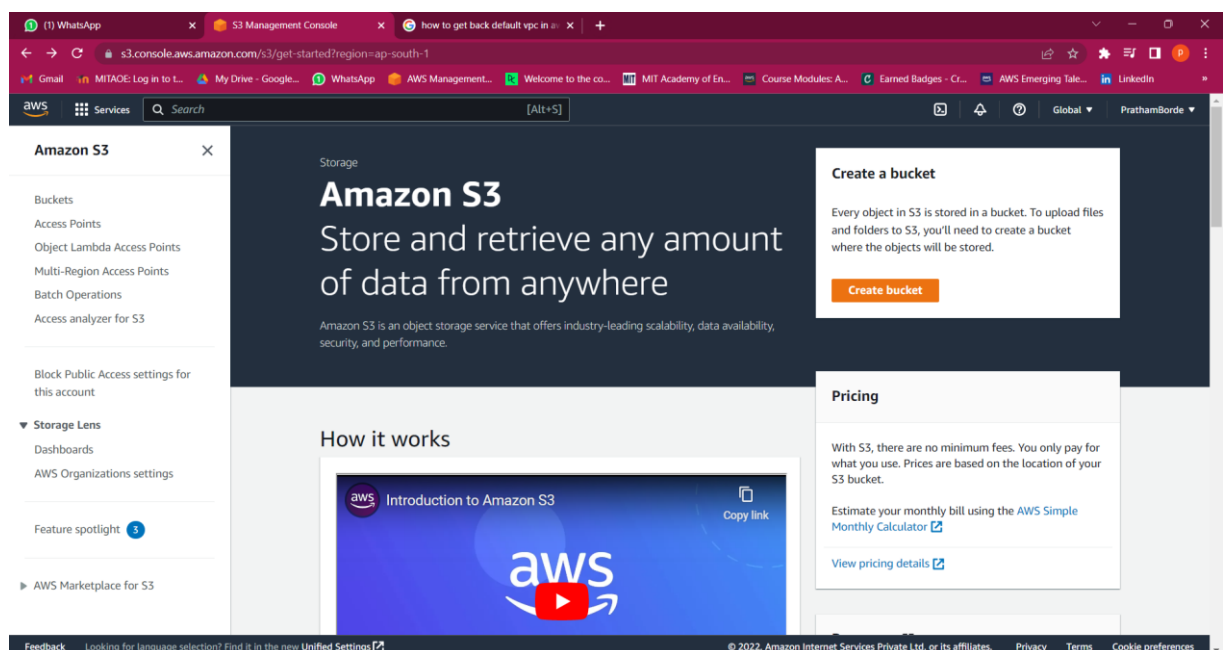 (1) WhatsApp
S3 Management Console
how to get back default vpc in a
s3.console.aws.amazon.com/s3/get-started?region=ap-south-1
Gmail
MITAOE: Log in to t...
My Drive - Google...
WhatsApp
AWS Management...
Welcome to the co...
MIT Academy of En...
Course Modules: A...
Earned Badges - Cr...
AWS Emerging Tale...
LinkedIn
aws
Services
Search
[Alt+S]
Global
PrathamBorde
Amazon S3
Buckets
Access Points
Object Lambda Access Points
Multi-Region Access Points
Batch Operations
Access analyzer for S3
Block Public Access settings for
this account
Storage Lens
Dashboards
AWS Organizations settings
Feature spotlight 3
AWS Marketplace for S3
Storage
Amazon S3
Store and retrieve any amount
of data from anywhere
Amazon S3 is an object storage service that offers industry-leading scalability, data availability,
security, and performance.
Create a bucket
Every object in S3 is stored in a bucket. To upload files
and folders to S3, you'll need to create a bucket
where the objects will be stored.
Create bucket
How it works
aws
Introduction to Amazon S3
Copy link
aws
Pricing
With S3, there are no minimum fees. You only pay for
what you use. Prices are based on the location of your
S3 bucket.
Estimate your monthly bill using the AWS Simple
Monthly Calculator
View pricing details
Feedback
Looking for language selection? Find it in the new Unified Settings
© 2022, Amazon Internet Services Private Ltd. or its affiliates.
Privacy
Terms
Cookie preferences